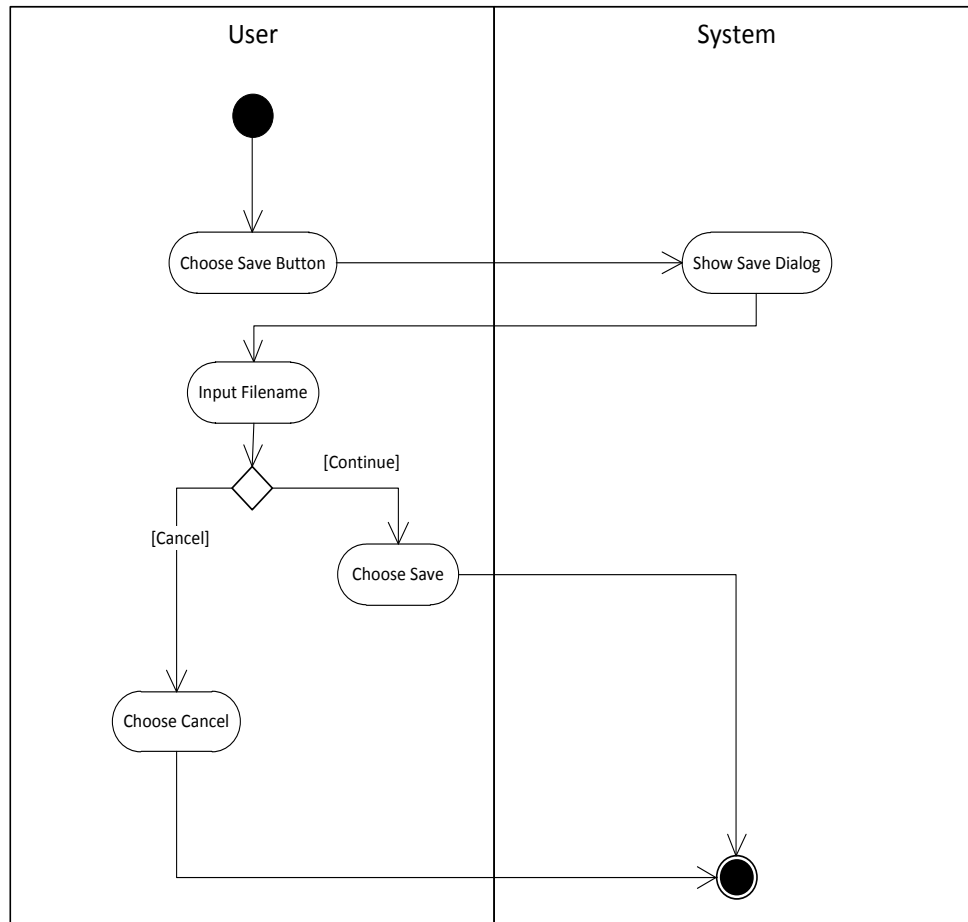 User
System
Choose Save Button
Show Save Dialog
Input Filename
[Continue]
[Cancel]
Choose Save
Choose Cancel